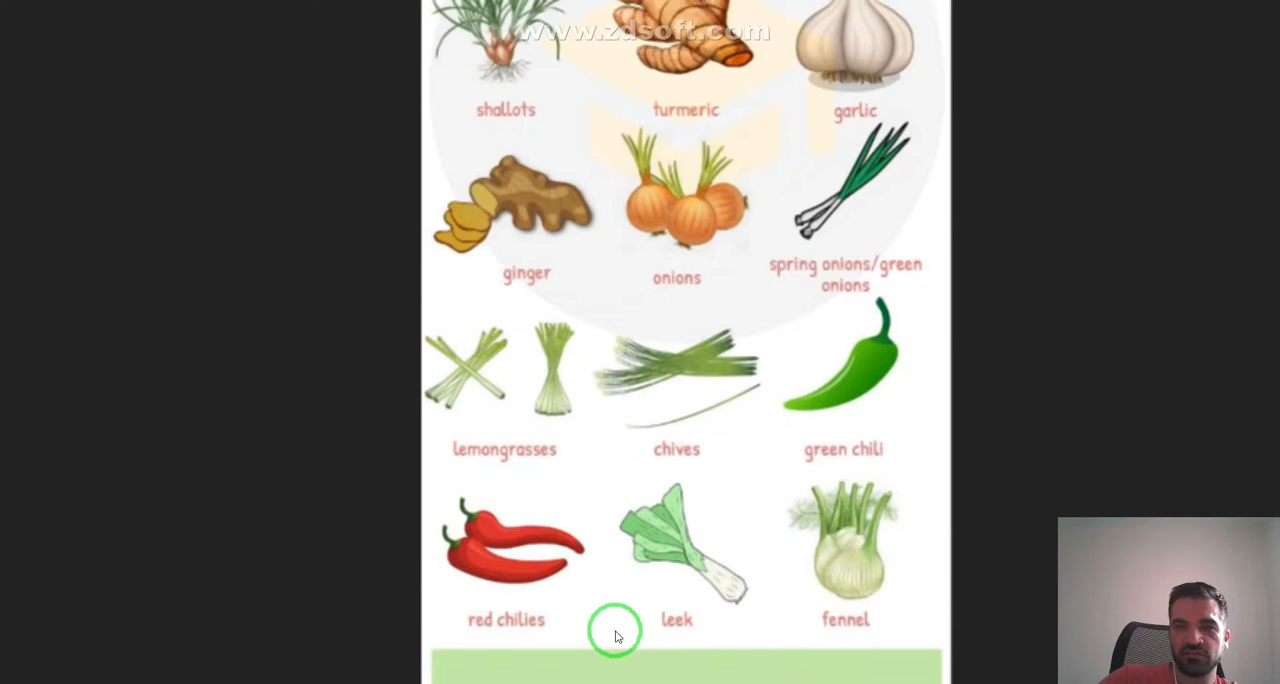 www.zdsoft.com
shallots
turmeric
garlic
ginger
onions
spring onions/green
onions
lemongrasses
chives
green chili
red chilies
leek
fennel